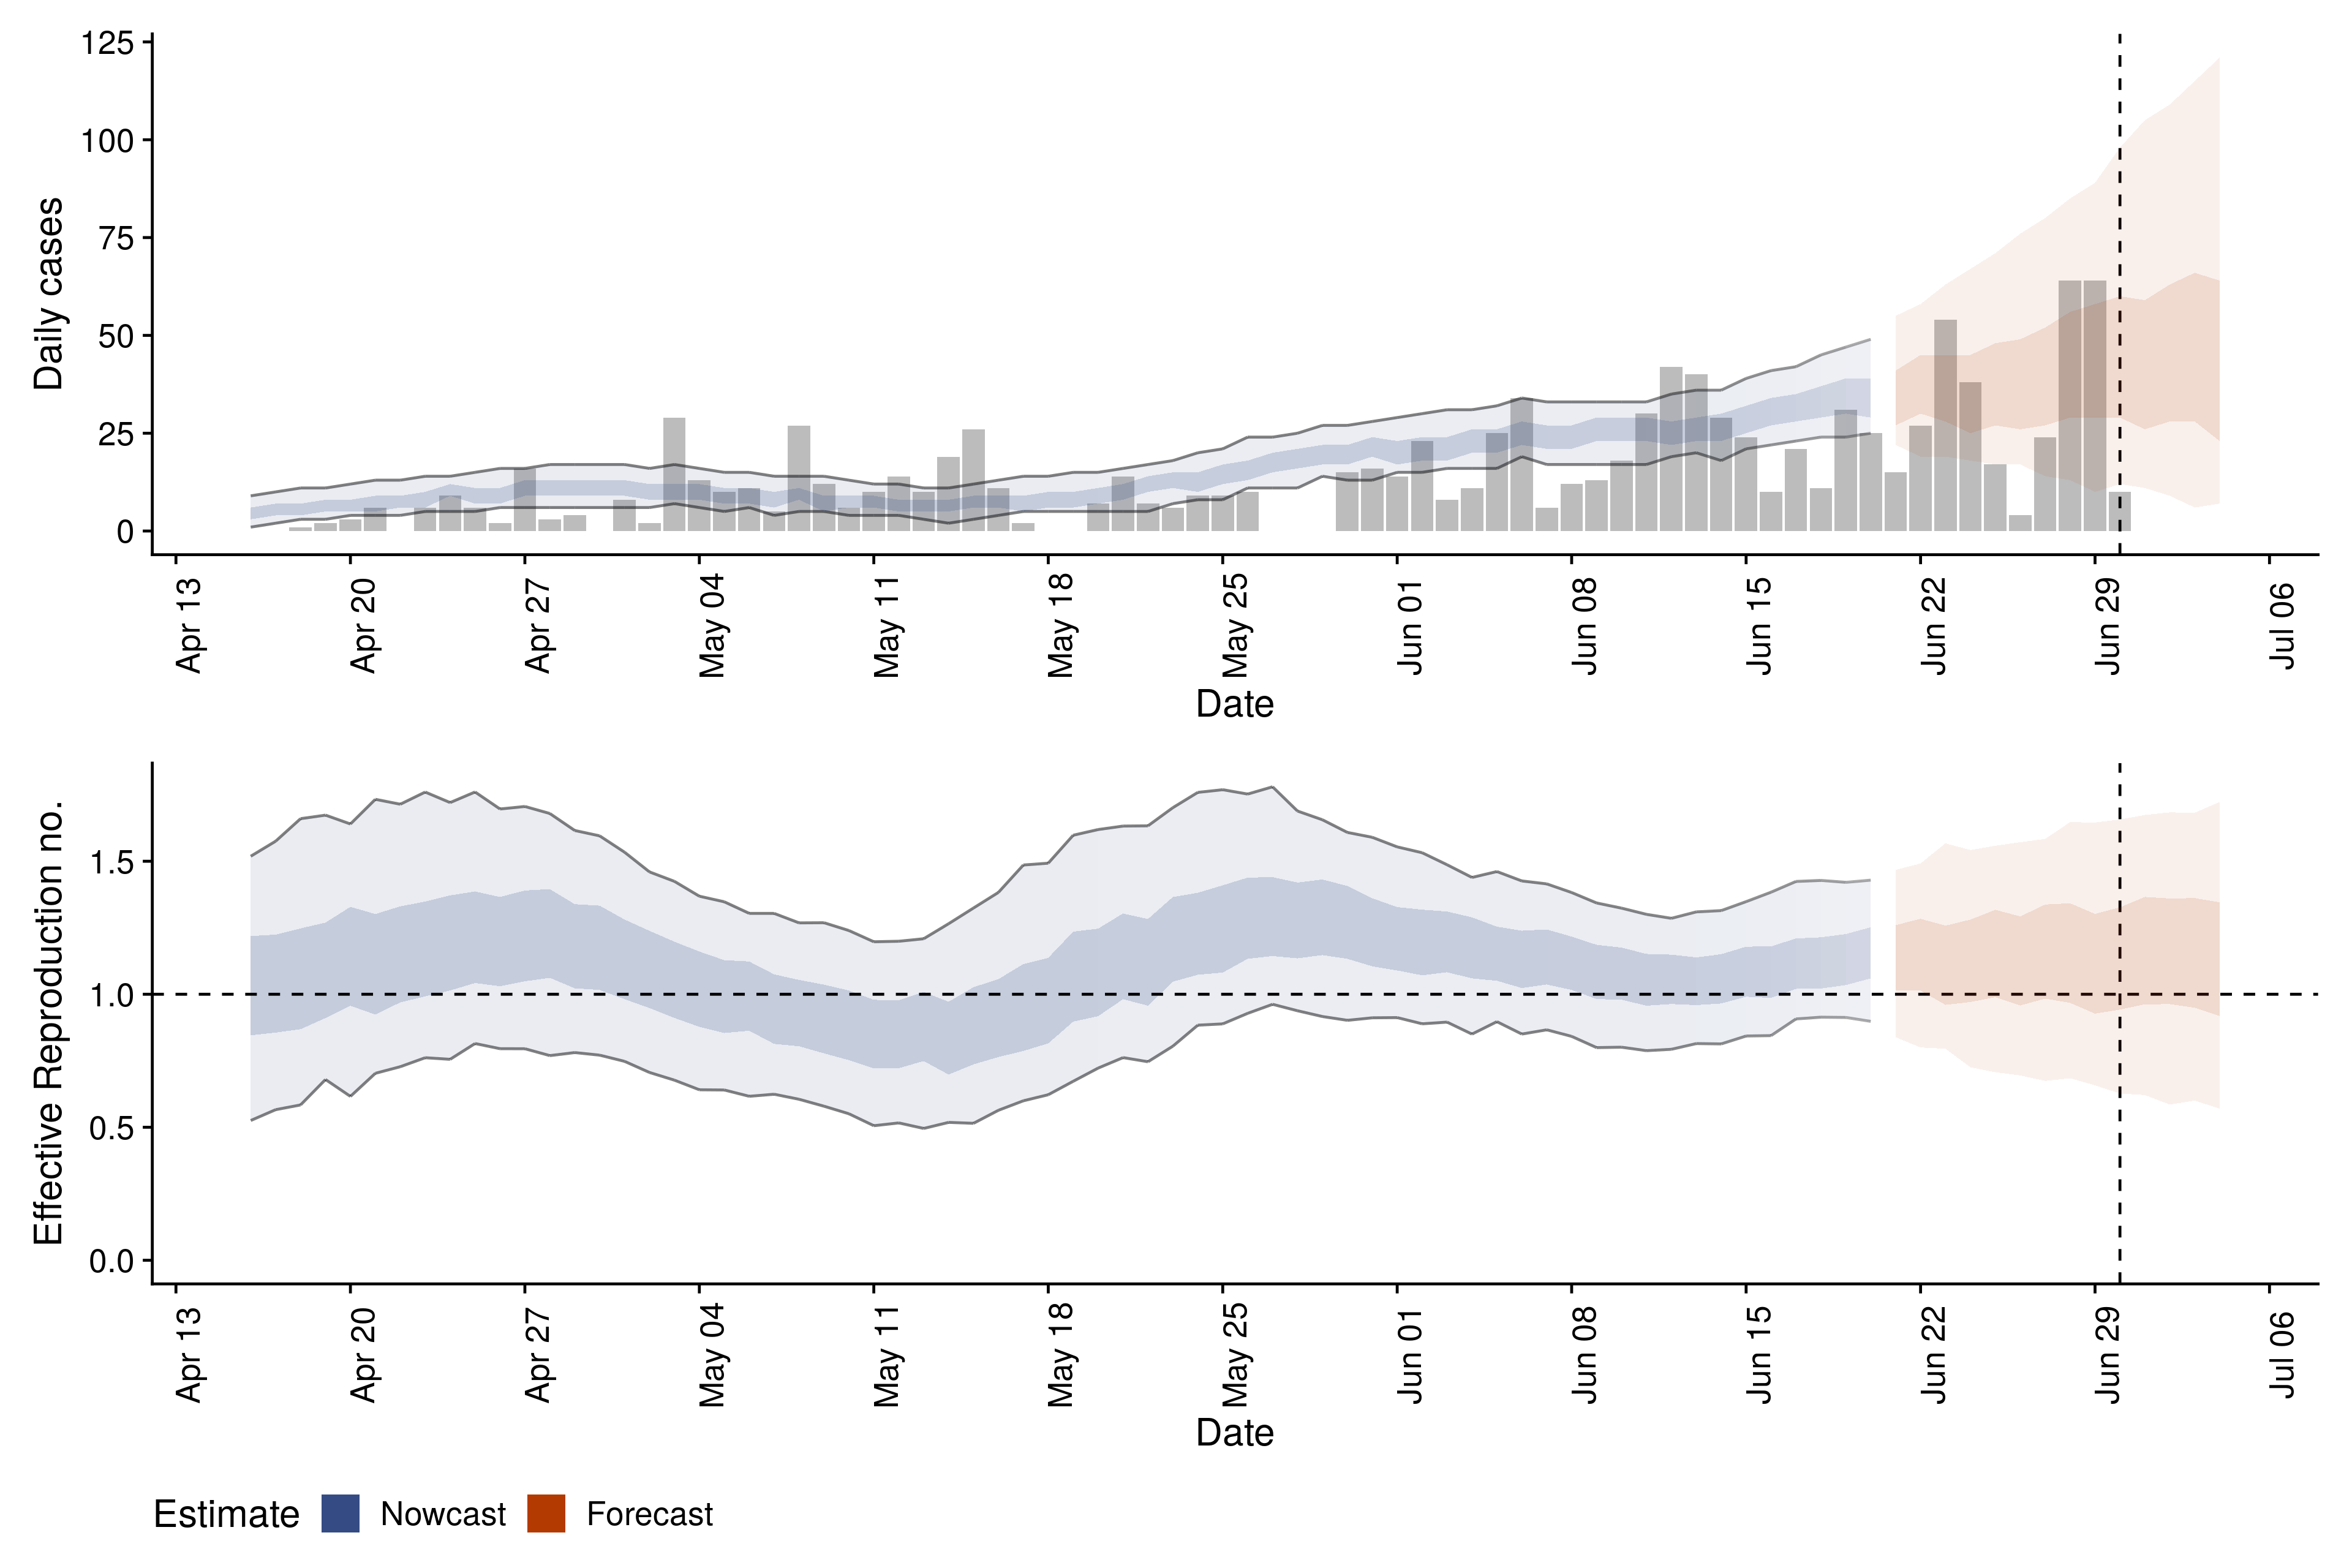 125
100
75
50
25
0
Daily cases
Apr 13
Apr 20
Apr 27
May 04
May 11
May 18
May 25
Jun 01
Jun 08
Jun 15
Jun 22
Jun 29
Jul 06
Date
1.5
1.0
0.5
0.0
Effective Reproduction no.
Apr 13
Apr 20
Apr 27
May 04
May 11
May 18
May 25
Jun 01
Jun 08
Jun 15
Jun 22
Jun 29
Jul 06
Date
Estimate Nowcast Forecast